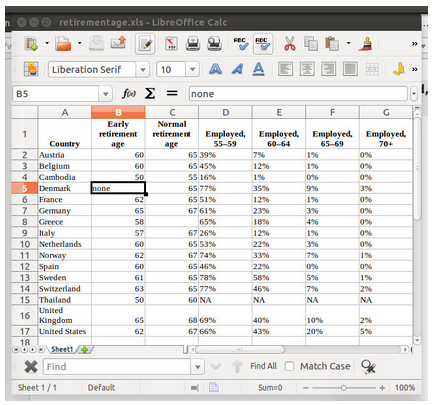 retirementage.xls - LibreOffice Calc
ABC ABC
Liberation Serif 10 A A A
B5 f(x) Σ = none
A B C D E F G
1 Country Early retirement age Normal retirement age Employed, 55–59 Employed, 60–64 Employed, 65–69 Employed, 70+
2 Austria 60 65 39% 7% 1% 0%
3 Belgium 60 65 45% 12% 1% 0%
4 Cambodia 50 55 16% 1% 0% 0%
5 Denmark none 65 77% 35% 9% 3%
6 France 62 65 51% 12% 1% 0%
7 Germany 65 67 61% 23% 3% 0%
8 Greece 58 65% 18% 4% 0%
9 Italy 57 67 26% 12% 1% 0%
10 Netherlands 60 65 53% 22% 3% 0%
11 Norway 62 67 74% 33% 7% 1%
12 Spain 60 65 46% 22% 0% 0%
13 Sweden 61 65 78% 58% 5% 1%
14 Switzerland 63 65 77% 46% 7% 2%
15 Thailand 50 60 NA NA NA NA
16 United Kingdom 65 68 69% 40% 10% 2%
17 United States 62 67 66% 43% 20% 5%
18
Sheet1
Find Find All Match Case
Sheet 1 / 1 Default Sum=0 100%